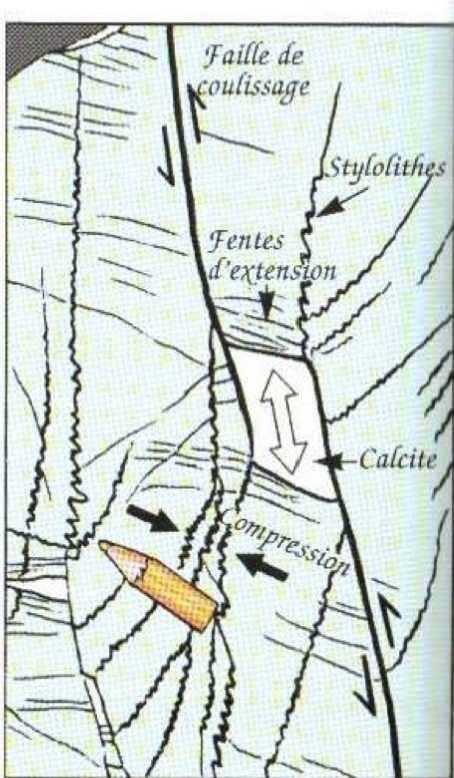 Faille de
coulissage
Stylolithes
Fentes
d'extension
Calcite
Compression